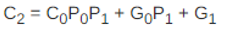 C₂ = C₀P₀P₁ + G₀P₁ + G₁